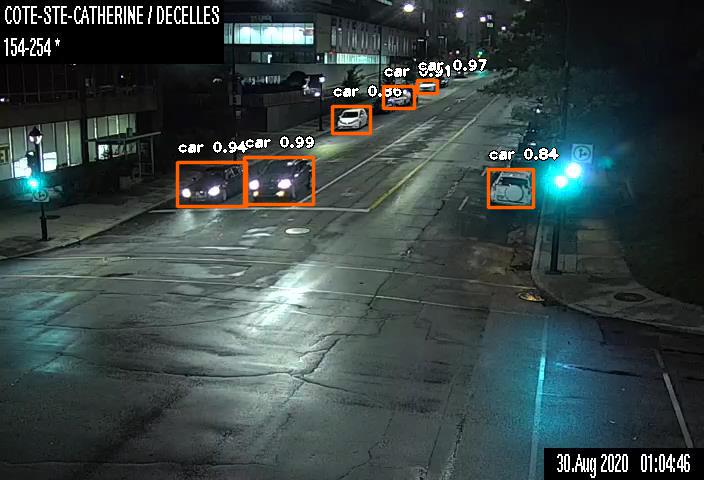 COTE-STE-CATHERINE / DECELLES
154-254 *
car 0.97
car 0.91
car 0.86
car 0.94
car 0.99
car 0.84
30.Aug 2020 01:04:46